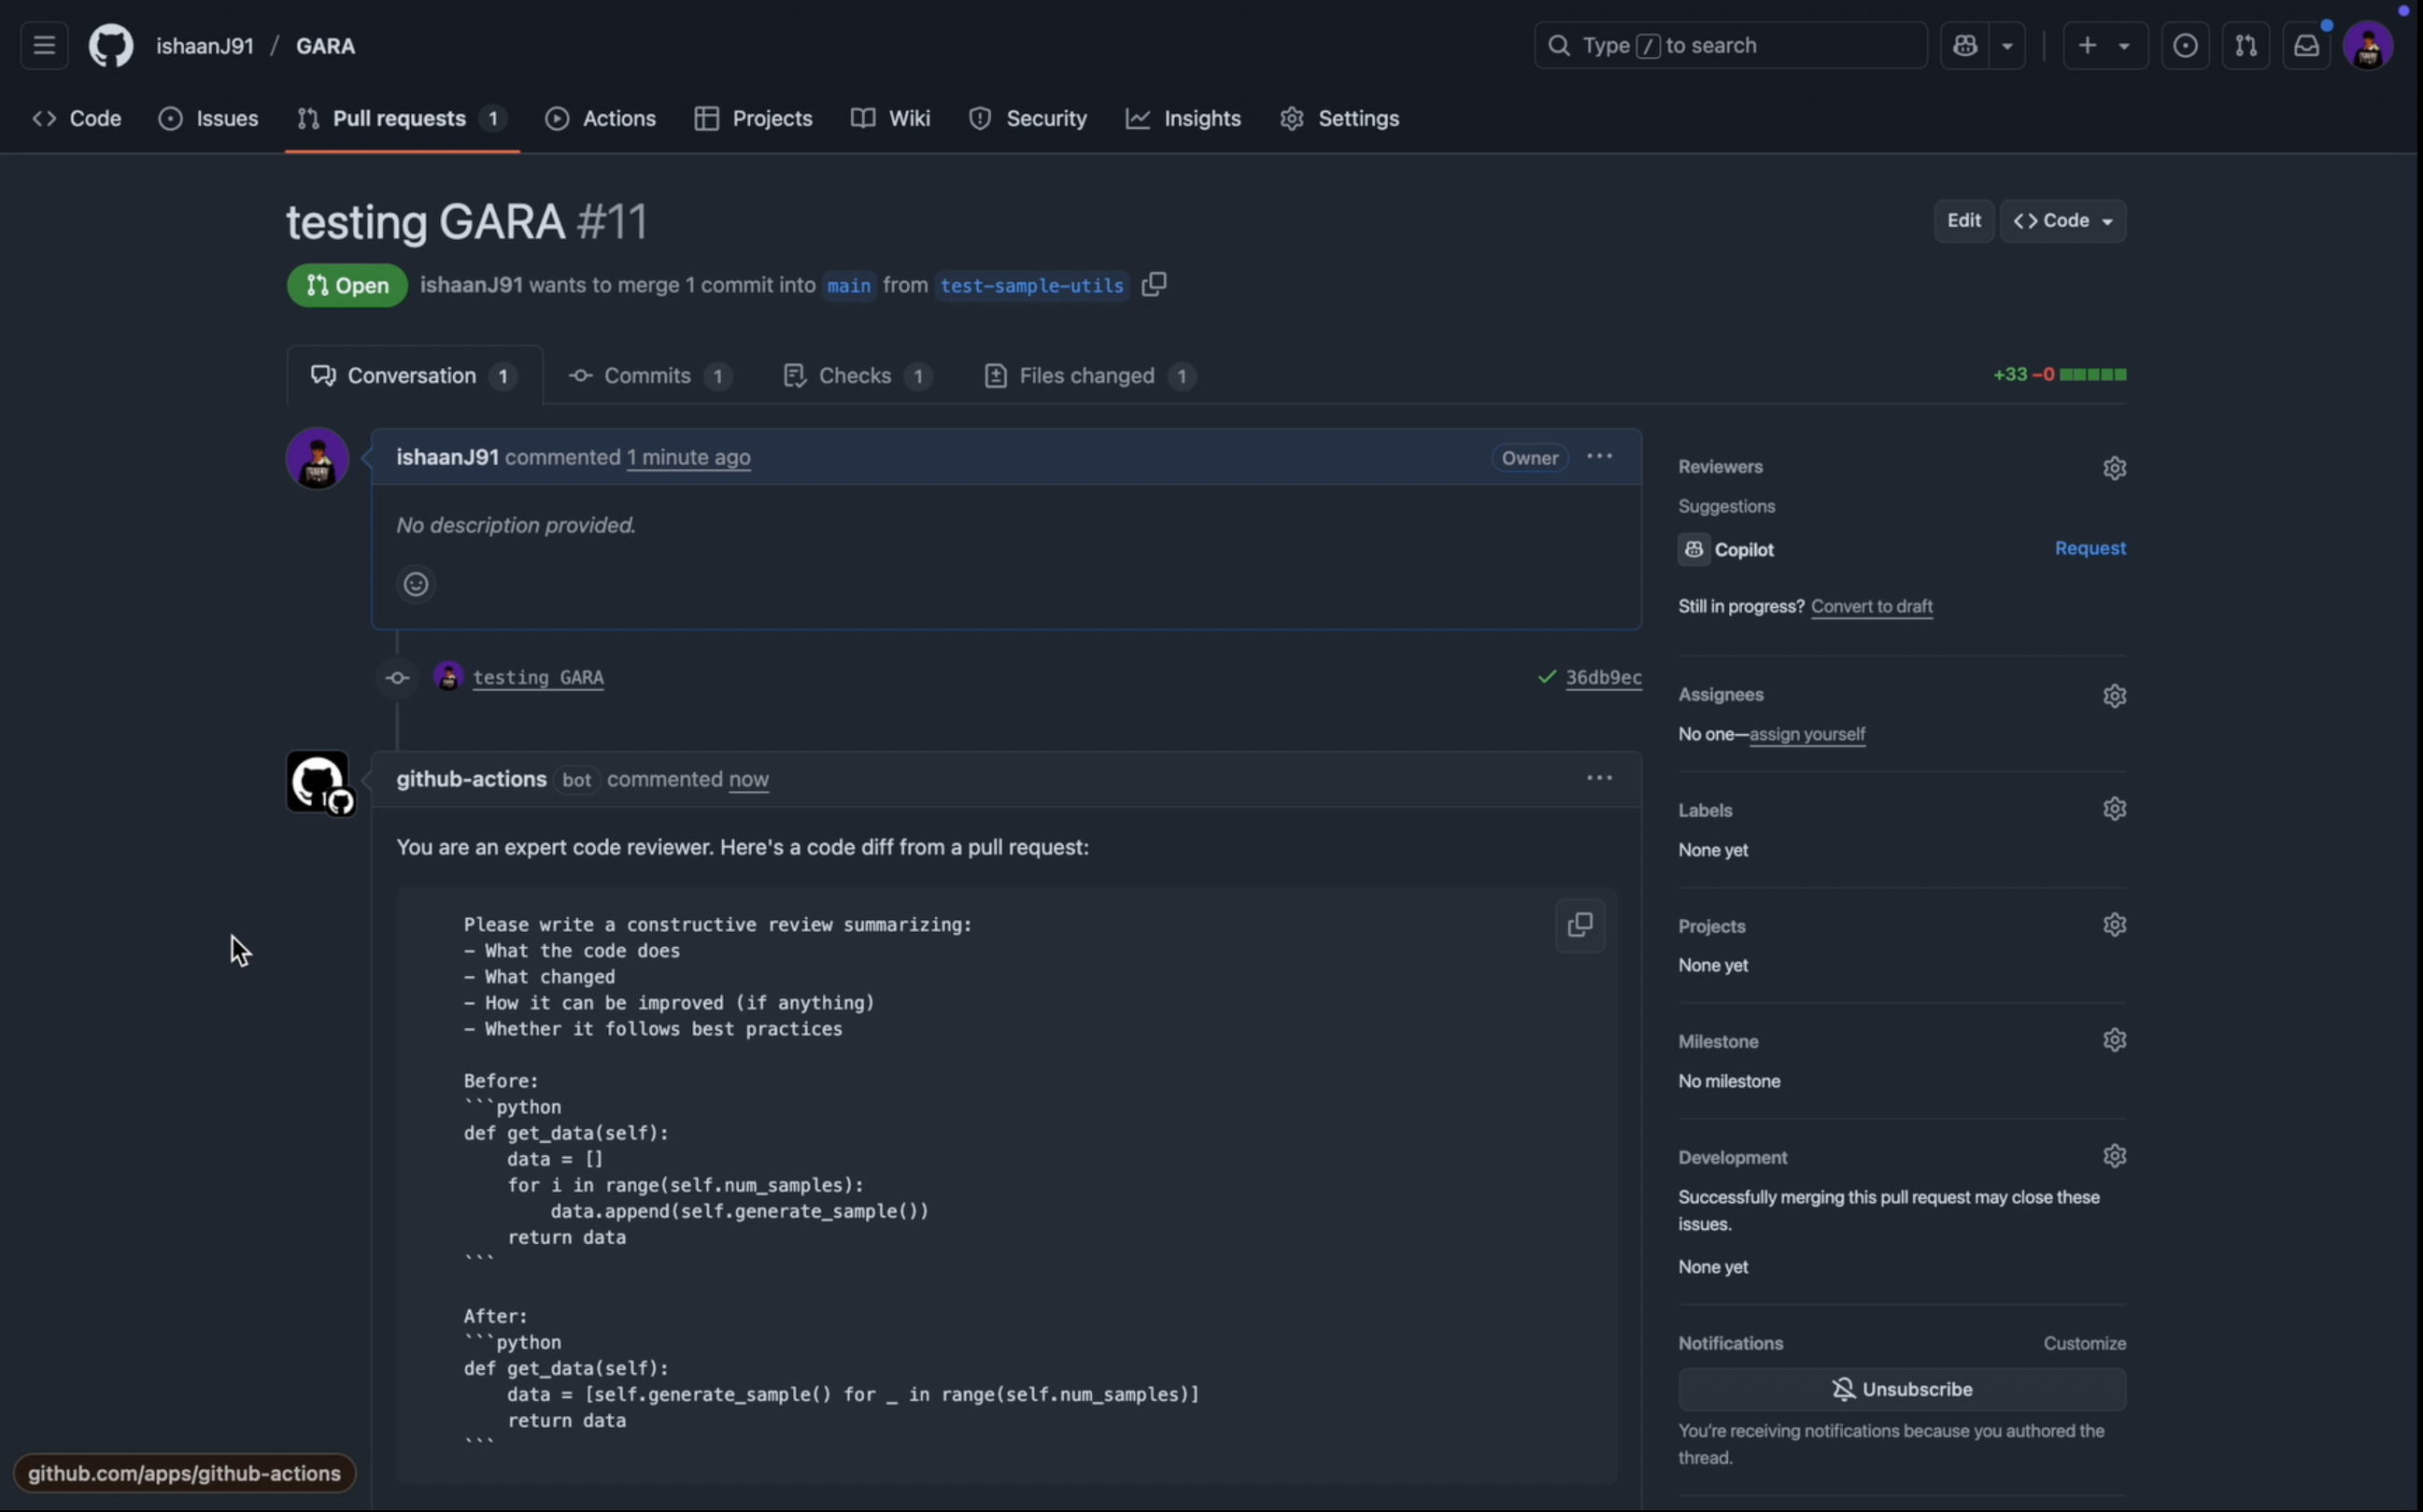 ishaanJ91 / GARA
Type / to search
Code Issues Pull requests 1 Actions Projects Wiki Security Insights Settings
testing GARA #11
Edit <> Code
Open ishaanJ91 wants to merge 1 commit into main from test-sample-utils
Conversation 1 Commits 1 Checks 1 Files changed 1
+33 −0
ishaanJ91 commented 1 minute ago Owner
No description provided.
testing GARA 36db9ec
github-actions bot commented now
You are an expert code reviewer. Here's a code diff from a pull request:
Please write a constructive review summarizing:
- What the code does
- What changed
- How it can be improved (if anything)
- Whether it follows best practices
Before:
```python
def get_data(self):
    data = []
    for i in range(self.num_samples):
        data.append(self.generate_sample())
    return data
```
After:
```python
def get_data(self):
    data = [self.generate_sample() for _ in range(self.num_samples)]
    return data
```
Reviewers
Suggestions
Copilot Request
Still in progress? Convert to draft
Assignees
No one—assign yourself
Labels
None yet
Projects
None yet
Milestone
No milestone
Development
Successfully merging this pull request may close these
issues.
None yet
Notifications Customize
Unsubscribe
You're receiving notifications because you authored the
thread.
github.com/apps/github-actions